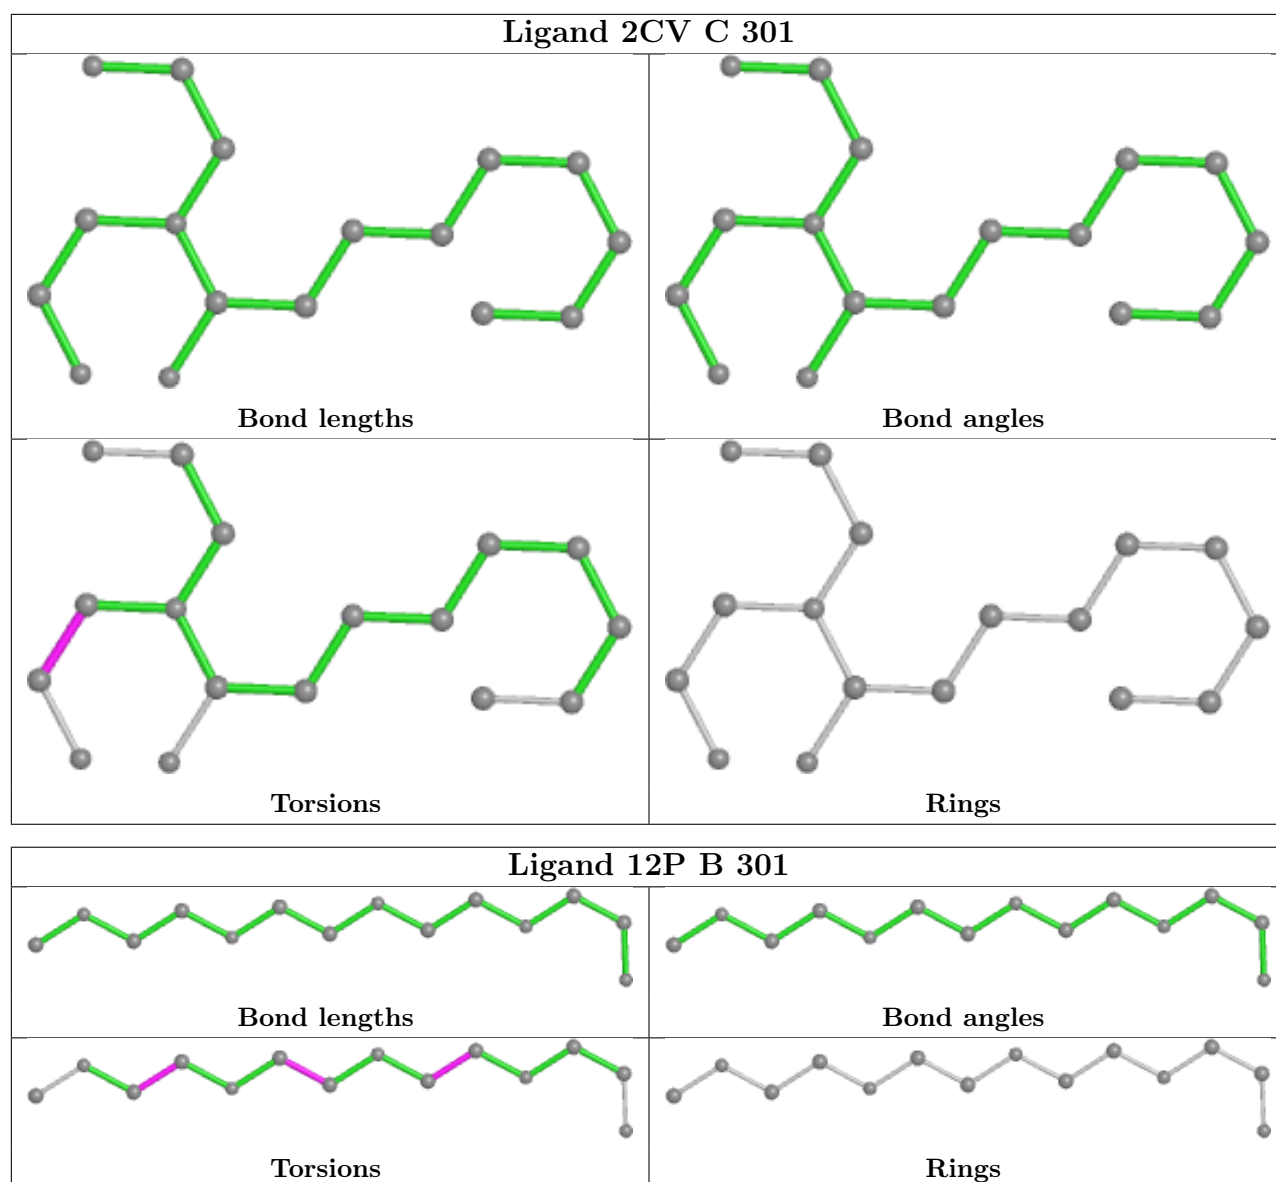 Ligand 2CV C 301
Bond lengths
Bond angles
Torsions
Rings
Ligand 12P B 301
Bond lengths
Bond angles
Torsions
Rings